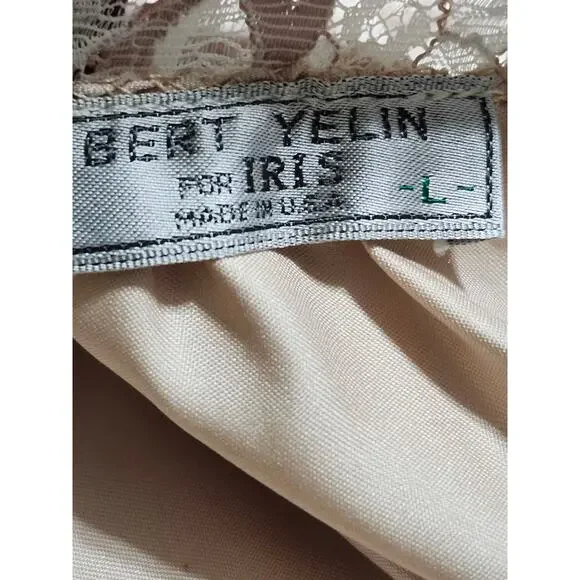 BERT YELIN
FOR IRIS
MADE IN U.S.A
-L-